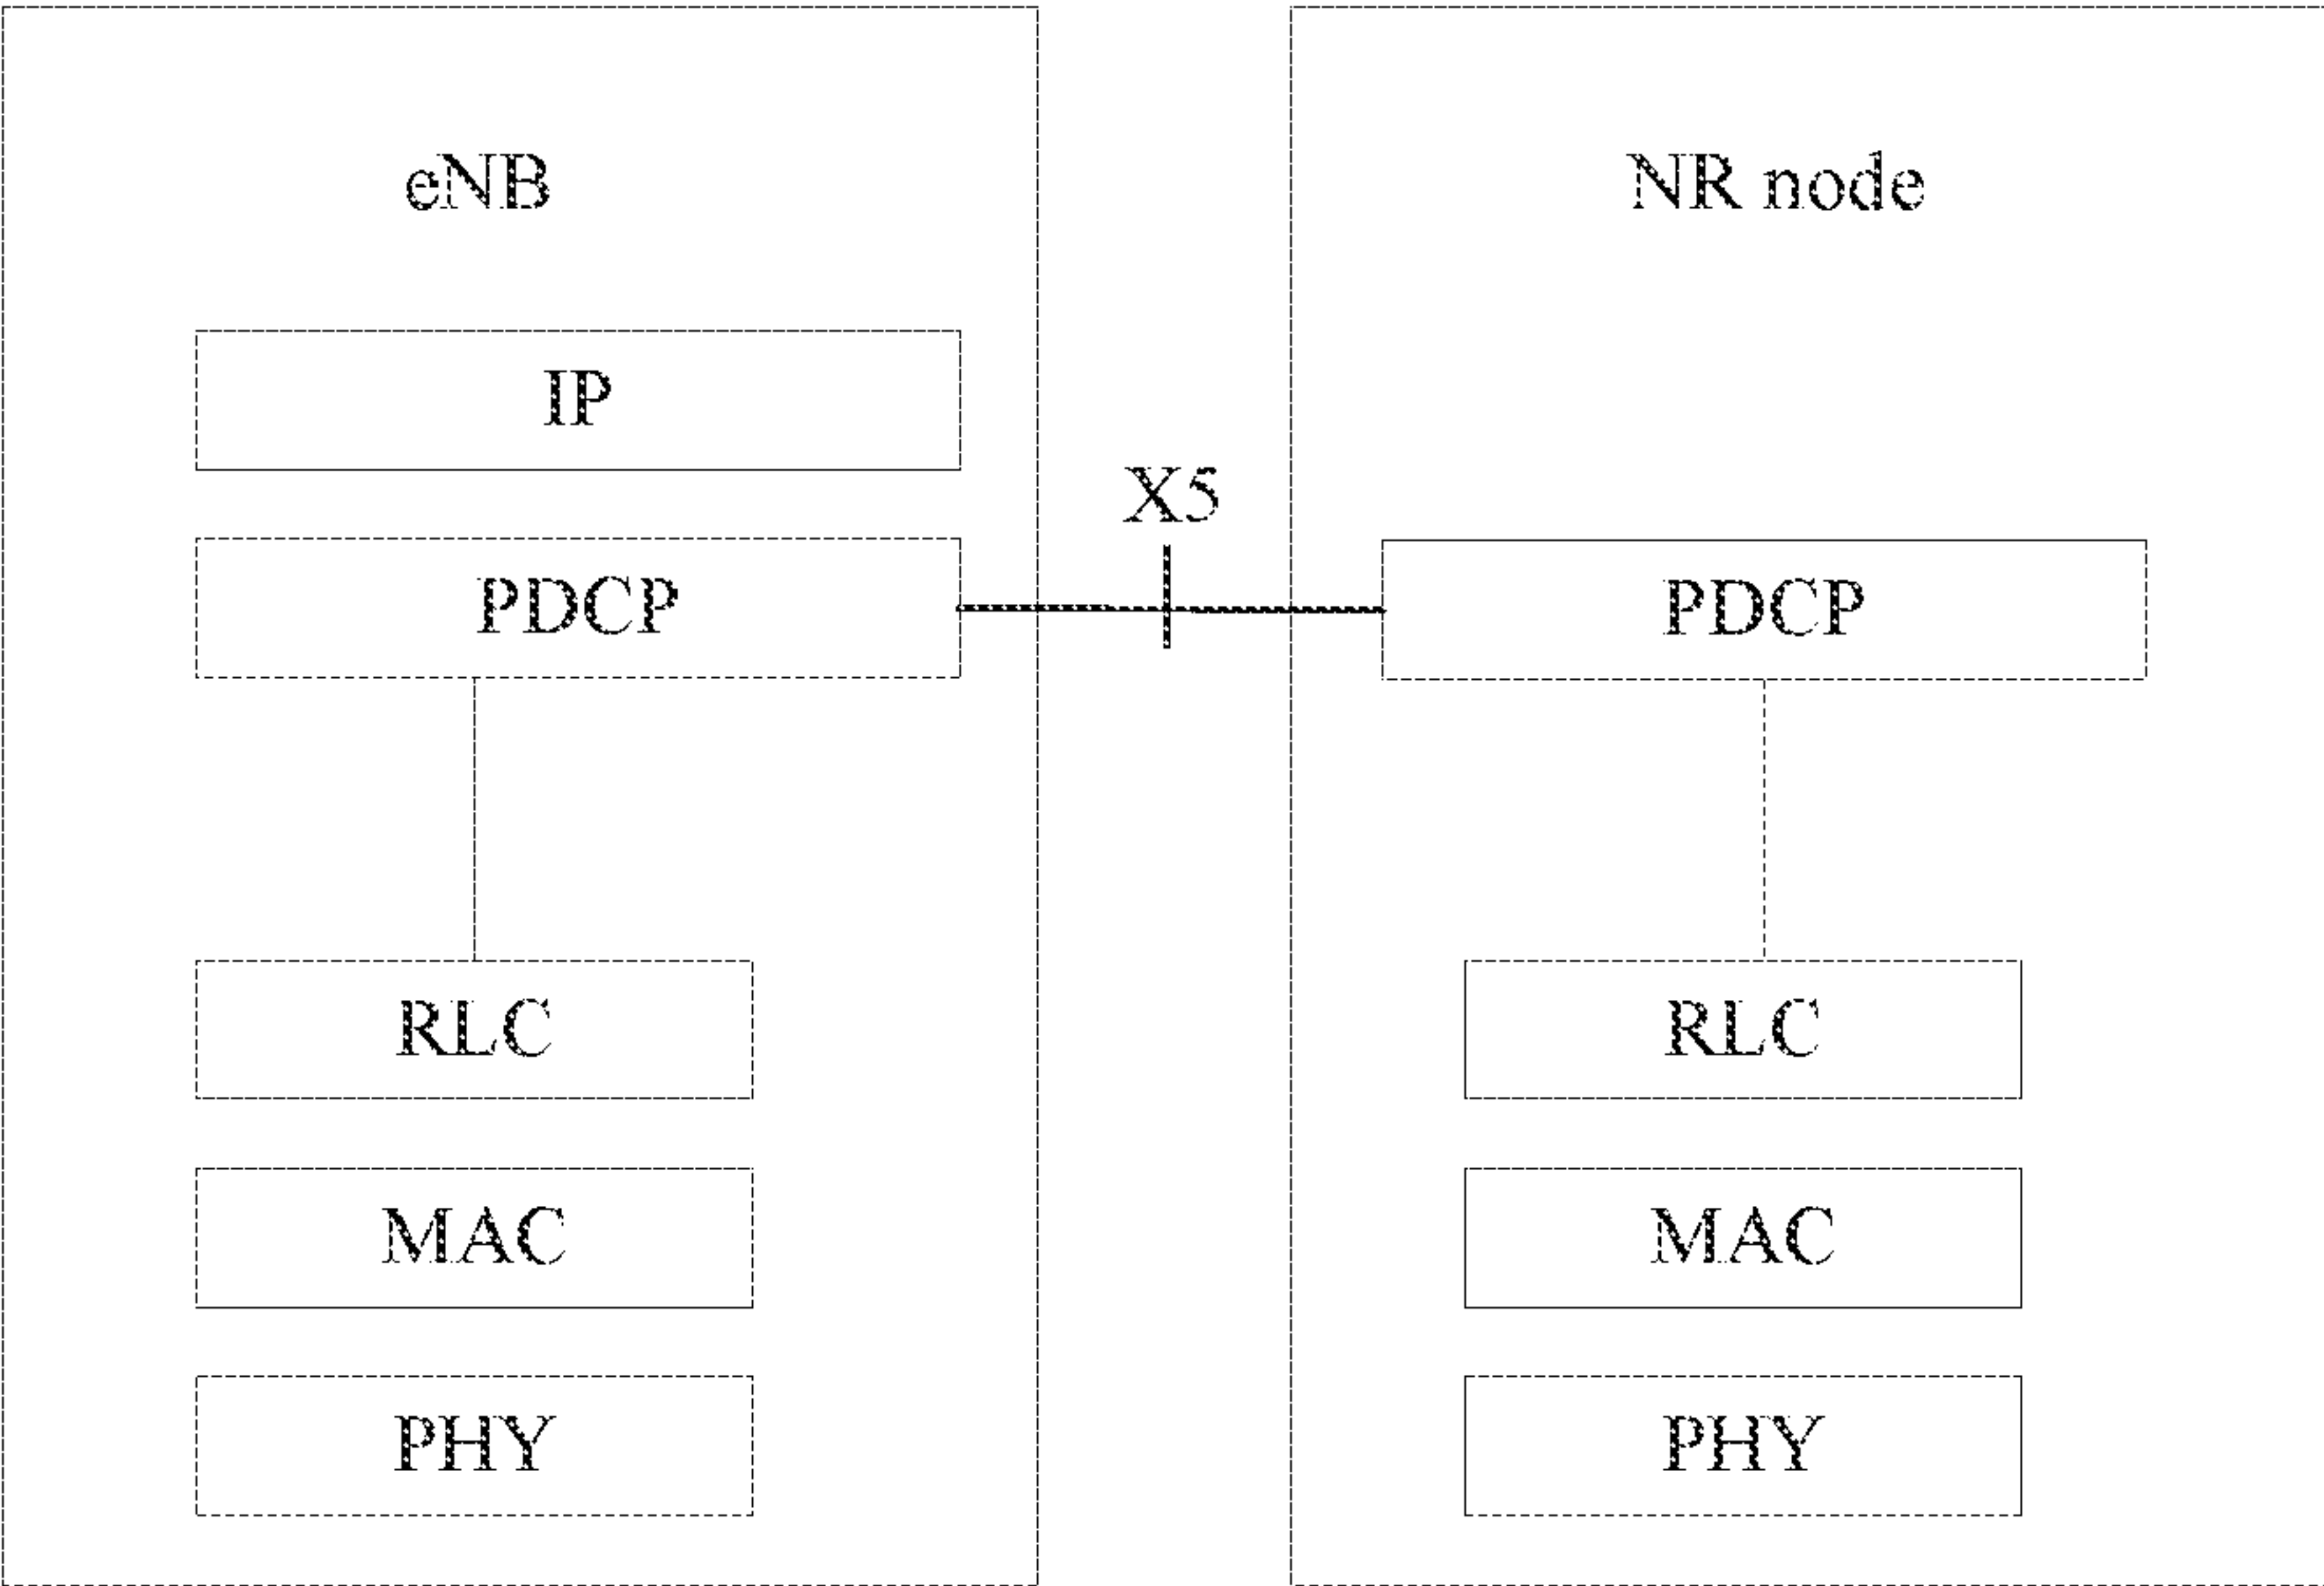 eNB
IP
PDCP
RLC
MAC
PHY
X5
NR node
PDCP
RLC
MAC
PHY